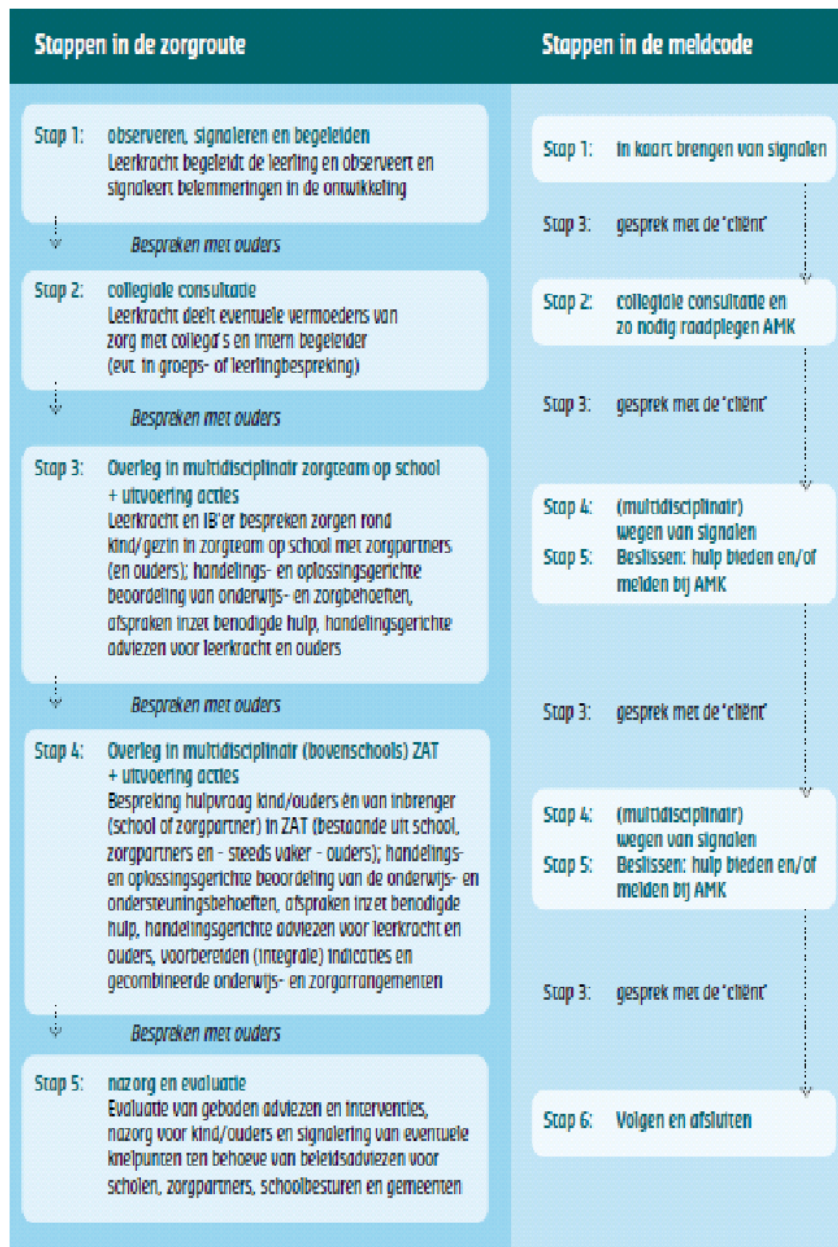 Stappen in de zorgroute
Stap 1: observeren, signaleren en begeleiden
Leerkracht begeleidt de leerling en observeert en
signaleert belemmeringen in de ontwikkeling
Bespreken met ouders
Stap 2: collegiale consultatie
Leerkracht deelt eventuele vermoedens van
zorg met collega's en intern begeleider
(evt. in groeps- of leerlingbespreking)
Bespreken met ouders
Stap 3: Overleg in multidisciplinair zorgteam op school
+ uitvoering acties
Leerkracht en IB'er bespreken zorgen rond
kind/gezin in zorgteam op school met zorgpartners
(en ouders); handelings- en oplossingsgerichte
beoordeling van onderwijs- en zorgbehoeften,
afspraken inzet benodigde hulp, handelingsgerichte
adviezen voor leerkracht en ouders
Bespreken met ouders
Stap 4: Overleg in multidisciplinair (bovenschools) ZAT
+ uitvoering acties
Bespreking hulpvraag kind/ouders én van inbrenger
(school of zorgpartner) in ZAT (bestaande uit school,
zorgpartners en - steeds vaker - ouders); handelings-
en oplossingsgerichte beoordeling van de onderwijs- en
ondersteuningsbehoeften, afspraken inzet benodigde
hulp, handelingsgerichte adviezen voor leerkracht en
ouders, voorbereiden (integrale) indicaties en
gecombineerde onderwijs- en zorgarrangementen
Bespreken met ouders
Stap 5: nazorg en evaluatie
Evaluatie van geboden adviezen en interventies,
nazorg voor kind/ouders en signalering van eventuele
knelpunten ten behoeve van beleidsadviezen voor
scholen, zorgpartners, schoolbesturen en gemeenten
Stappen in de meldcode
Stap 1: in kaart brengen van signalen
Stap 3: gesprek met de 'cliënt'
Stap 2: collegiale consultatie en
zo nodig raadplegen AMK
Stap 3: gesprek met de 'cliënt'
Stap 4: (multidisciplinair)
wegen van signalen
Stap 5: Beslissen: hulp bieden en/of
melden bij AMK
Stap 3: gesprek met de 'cliënt'
Stap 4: (multidisciplinair)
wegen van signalen
Stap 5: Beslissen: hulp bieden en/of
melden bij AMK
Stap 3: gesprek met de 'cliënt'
Stap 6: Volgen en afsluiten